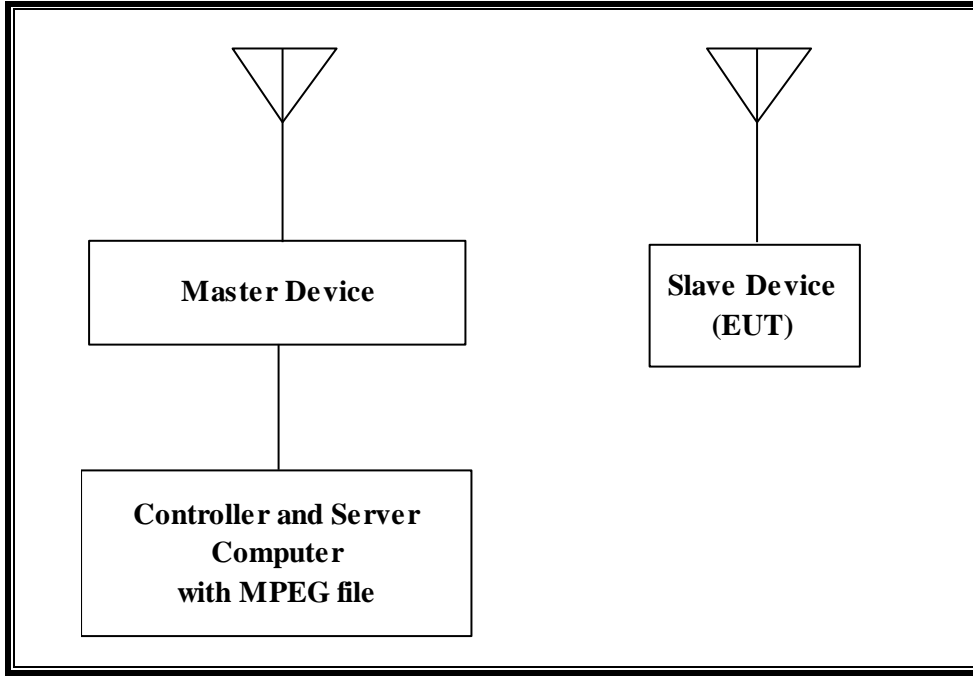 Master Device
Slave Device
(EUT)
Controller and Server
Computer
with MPEG file